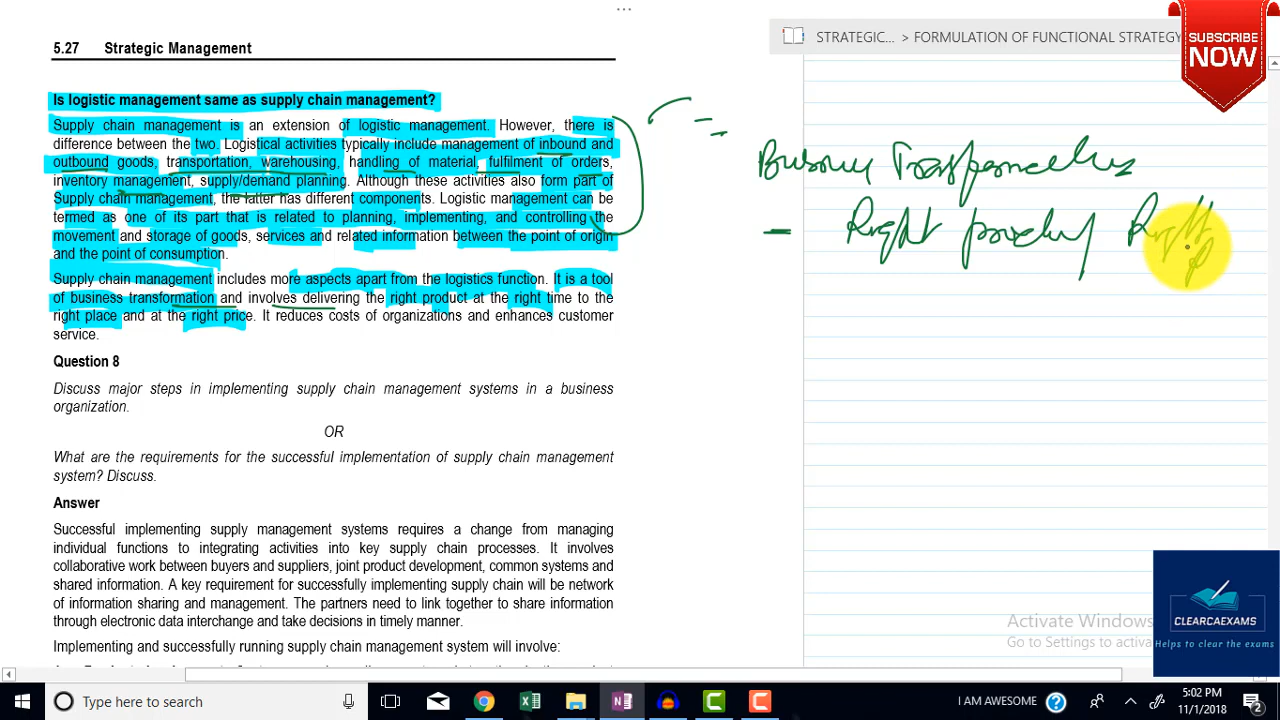 5.27 Strategic Management
STRATEGIC... > FORMULATION OF FUNCTIONAL STRATEGY
SUBSCRIBE
NOW
Is logistic management same as supply chain management?
Supply chain management is an extension of logistic management. However, there is
difference between the two. Logistical activities typically include management of inbound and
outbound goods, transportation, warehousing, handling of material, fulfilment of orders,
inventory management, supply/demand planning. Although these activities also form part of
Supply chain management, the latter has different components. Logistic management can be
termed as one of its part that is related to planning, implementing, and controlling the
movement and storage of goods, services and related information between the point of origin
and the point of consumption.
Supply chain management includes more aspects apart from the logistics function. It is a tool
of business transformation and involves delivering the right product at the right time to the
right place and at the right price. It reduces costs of organizations and enhances customer
service.
Question 8
Discuss major steps in implementing supply chain management systems in a business
organization.
OR
What are the requirements for the successful implementation of supply chain management
system? Discuss.
Answer
Successful implementing supply management systems requires a change from managing
individual functions to integrating activities into key supply chain processes. It involves
collaborative work between buyers and suppliers, joint product development, common systems and
shared information. A key requirement for successfully implementing supply chain will be network
of information sharing and management. The partners need to link together to share information
through electronic data interchange and take decisions in timely manner.
Implementing and successfully running supply chain management system will involve:
- Right Right
Activate Windows
Go to Settings to activa
CLEARCAEXAMS
Helps to clear the exams
Type here to search
I AM AWESOME
5:02 PM
11/1/2018
2